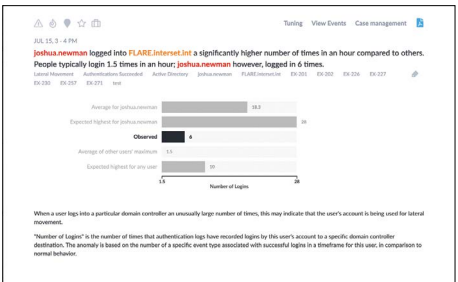 Tuning View Events Case management
JUL 15, 3 - 4 PM
joshua.newman logged into FLARE.interset.int a significantly higher number of times in an hour compared to others.
People typically login 1.5 times in an hour; joshua.newman however, logged in 6 times.
Lateral Movement Authentications Succeeded Active Directory joshua.newman FLARE.interset.int EX-201 EX-202 EX-226 EX-227
EX-230 EX-257 EX-271 test
Average for joshua.newman 18.2
Expected highest for joshua.newman 28
Observed 6
Average of other users' maximum 1.5
Expected highest for any user 10
1.5 28
Number of Logins
When a user logs into a particular domain controller an unusually large number of times, this may indicate that the user's account is being used for lateral
movement.
"Number of Logins" is the number of times that authentication logs have recorded logins by this user's account to a specific domain controller
destination. The anomaly is based on the number of a specific event type associated with successful logins in a timeframe for this user, in comparison to
normal behavior.